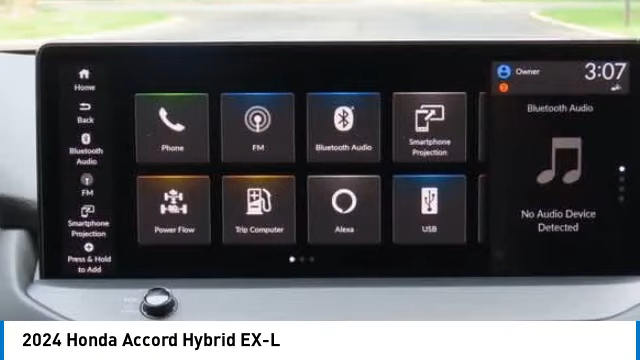 Home
Back
Bluetooth
Audio
FM
Smartphone
Projection
Press & Hold
to Add
Phone
FM
Bluetooth Audio
Smartphone
Projection
Power Flow
Trip Computer
Alexa
USB
Owner
3:07
Bluetooth Audio
No Audio Device
Detected
2024 Honda Accord Hybrid EX-L